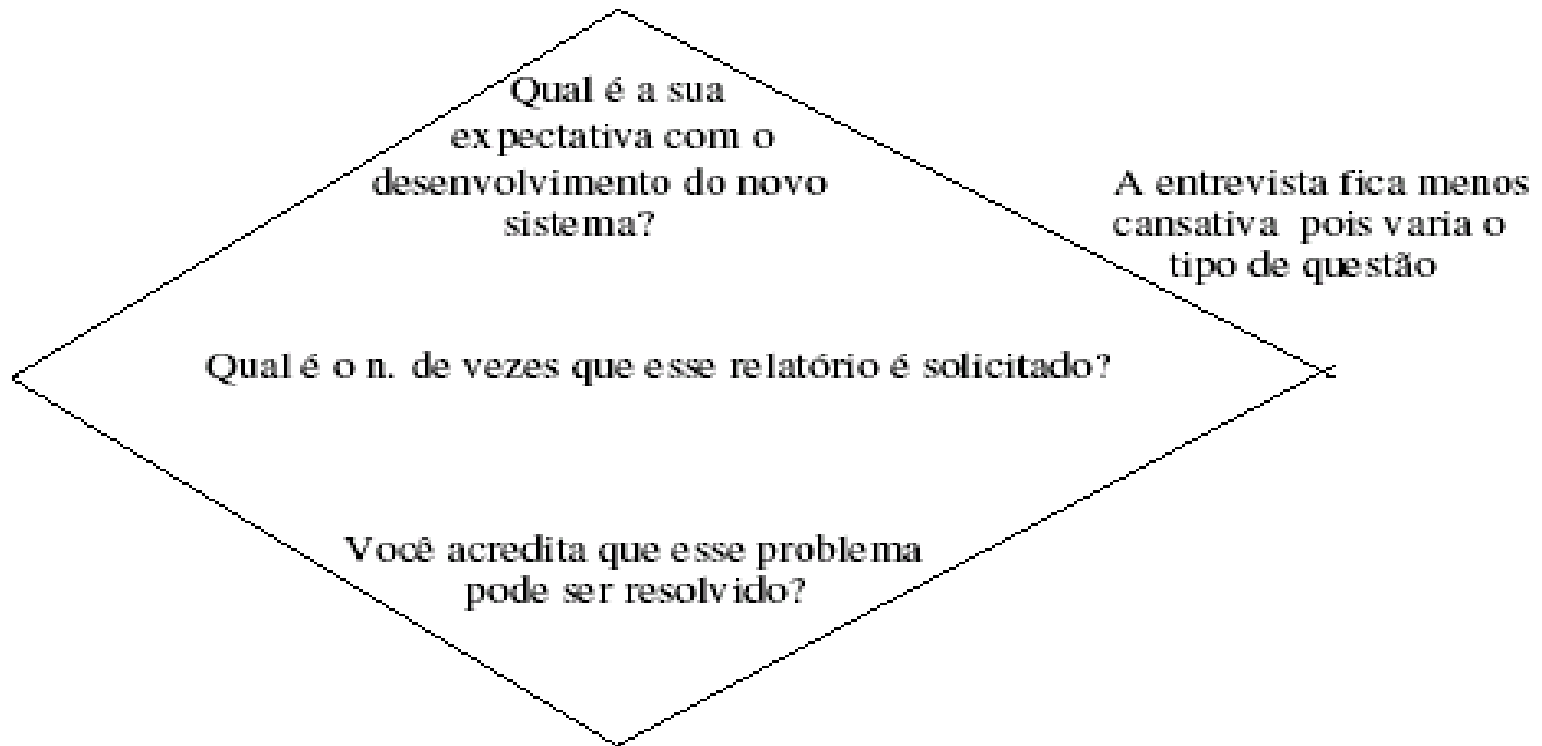 Qual é a sua
expectativa com o
desenvolvimento do novo
sistema?
A entrevista fica menos
cansativa pois varia o
tipo de questão
Qual é o n. de vezes que esse relatório é solicitado?
Você acredita que esse problema
pode ser resolvido?